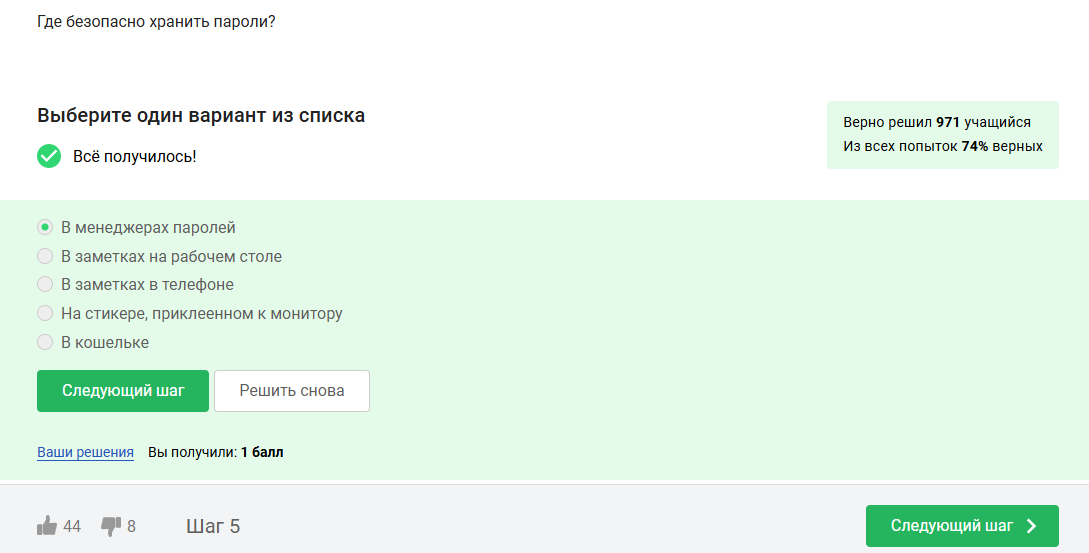 Где безопасно хранить пароли?
Выберите один вариант из списка
Всё получилось!
Верно решил 971 учащийся
Из всех попыток 74% верных
В менеджерах паролей
В заметках на рабочем столе
В заметках в телефоне
На стикере, приклеенном к монитору
В кошельке
Следующий шаг
Решить снова
Ваши решения Вы получили: 1 балл
44 8 Шаг 5
Следующий шаг